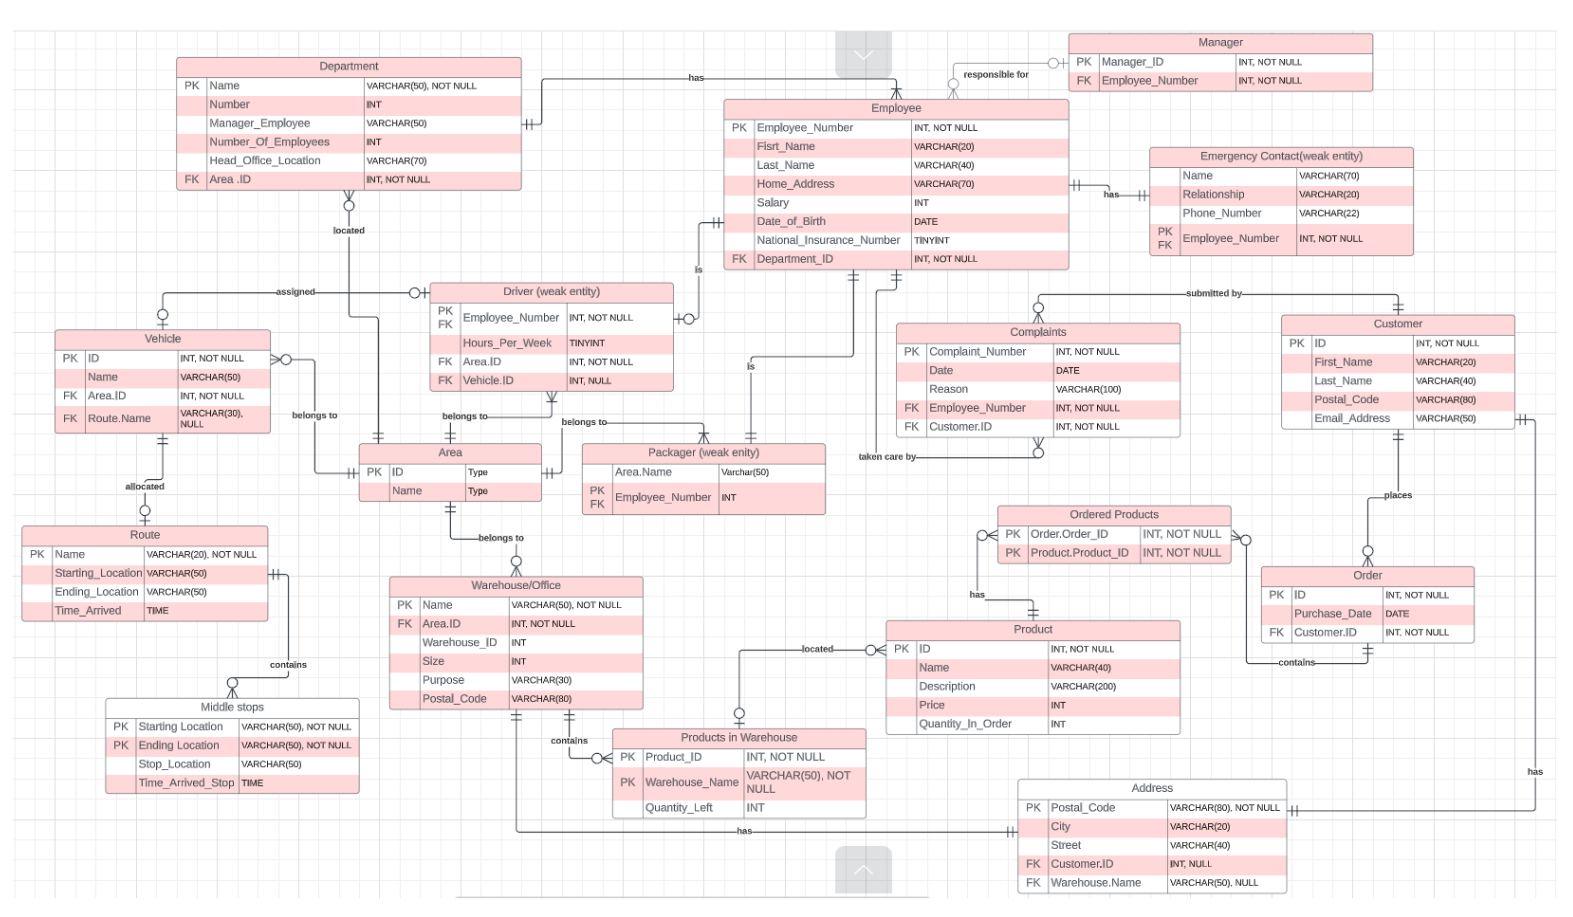 Department
PK Name VARCHAR(50), NOT NULL
Number INT
Manager_Employee VARCHAR(50)
Number_Of_Employees INT
Head_Office_Location VARCHAR(70)
FK Area .ID INT, NOT NULL
has
responsible for
Manager
PK Manager_ID INT, NOT NULL
FK Employee_Number INT, NOT NULL
Employee
PK Employee_Number INT, NOT NULL
Fisrt_Name VARCHAR(20)
Last_Name VARCHAR(40)
Home_Address VARCHAR(70)
Salary INT
Date_of_Birth DATE
National_Insurance_Number TINYINT
FK Department_ID INT, NOT NULL
has
Emergency Contact(weak entity)
Name VARCHAR(70)
Relationship VARCHAR(20)
Phone_Number VARCHAR(22)
PK
FK Employee_Number INT, NOT NULL
located
is
assigned
Driver (weak entity)
PK
FK Employee_Number INT, NOT NULL
Hours_Per_Week TINYINT
FK Area.ID INT, NOT NULL
FK Vehicle.ID INT, NULL
submitted by
Vehicle
PK ID INT, NOT NULL
Name VARCHAR(50)
FK Area.ID INT, NOT NULL
FK Route.Name VARCHAR(30),
NULL
belongs to
belongs to
belongs to
is
Complaints
PK Complaint_Number INT, NOT NULL
Date DATE
Reason VARCHAR(100)
FK Employee_Number INT, NOT NULL
FK Customer.ID INT, NOT NULL
taken care by
Customer
PK ID INT, NOT NULL
First_Name VARCHAR(20)
Last_Name VARCHAR(40)
Postal_Code VARCHAR(80)
Email_Address VARCHAR(50)
Area
PK ID Type
Name Type
Packager (weak enity)
Area.Name Varchar(50)
PK
FK Employee_Number INT
allocated
places
Route
PK Name VARCHAR(20), NOT NULL
Starting_Location VARCHAR(50)
Ending_Location VARCHAR(50)
Time_Arrived TIME
belongs to
Ordered Products
PK Order.Order_ID INT, NOT NULL
PK Product.Product_ID INT, NOT NULL
has
Order
PK ID INT, NOT NULL
Purchase_Date DATE
FK Customer.ID INT, NOT NULL
contains
Warehouse/Office
PK Name VARCHAR(50), NOT NULL
FK Area.ID INT, NOT NULL
Warehouse_ID INT
Size INT
Purpose VARCHAR(30)
Postal_Code VARCHAR(80)
located
Product
PK ID INT, NOT NULL
Name VARCHAR(40)
Description VARCHAR(200)
Price INT
Quantity_In_Order INT
contains
Middle stops
PK Starting Location VARCHAR(50), NOT NULL
PK Ending Location VARCHAR(50), NOT NULL
Stop_Location VARCHAR(50)
Time_Arrived_Stop TIME
contains
Products in Warehouse
PK Product_ID INT, NOT NULL
PK Warehouse_Name VARCHAR(50), NOT
NULL
Quantity_Left INT
has
has
Address
PK Postal_Code VARCHAR(80), NOT NULL
City VARCHAR(20)
Street VARCHAR(40)
FK Customer.ID INT, NULL
FK Warehouse.Name VARCHAR(50), NULL